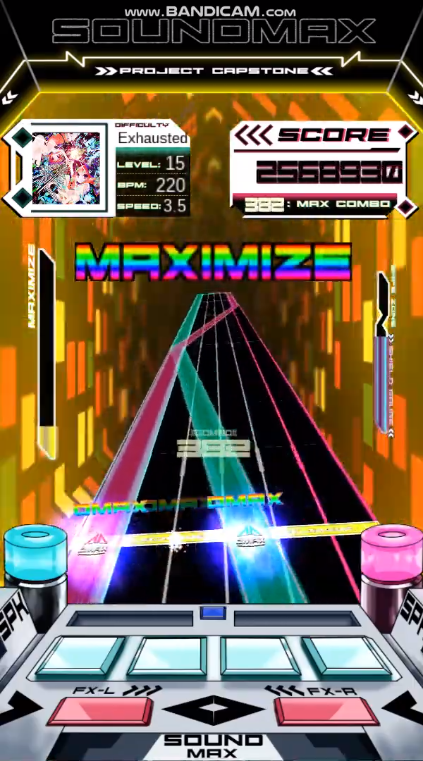 www.BANDICAM.com
SOUNDMAX
PROJECT CAPSTONE
DIFFICULTY
Exhausted
LEVEL: 15
BPM: 220
SPEED: 3.5
SCORE
2568930
382 : MAX COMBO
MAXIMIZE
MAXIMIZE
382
FX-L
FX-R
SOUND
MAX